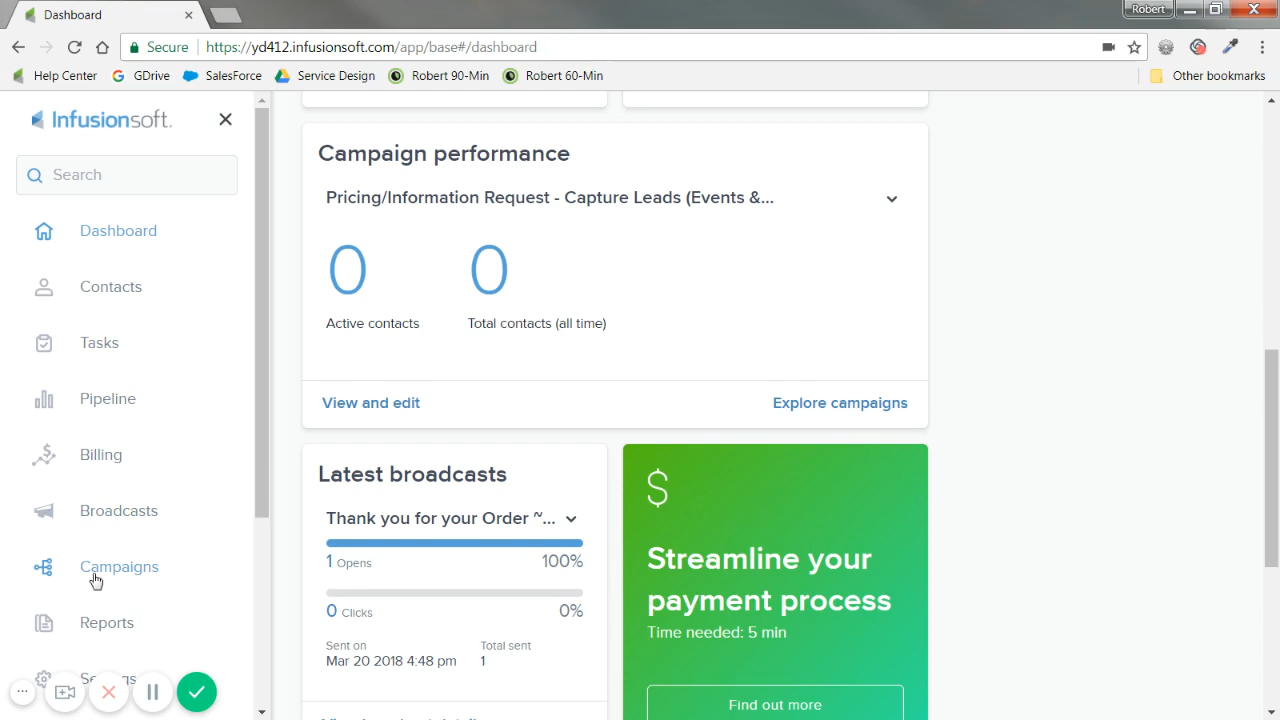 Dashboard
Robert
Secure
https://yd412.infusionsoft.com/app/base#/dashboard
Help Center
GDrive
SalesForce
Service Design
Robert 90-Min
Robert 60-Min
Other bookmarks
Infusionsoft.
Search
Dashboard
Contacts
Tasks
Pipeline
Billing
Broadcasts
Campaigns
Reports
Settings
Campaign performance
Pricing/Information Request - Capture Leads (Events &...
0
0
Active contacts
Total contacts (all time)
View and edit
Explore campaigns
Latest broadcasts
Thank you for your Order ~...
1 Opens
100%
0 Clicks
0%
Sent on
Total sent
Mar 20 2018 4:48 pm
1
Streamline your
payment process
Time needed: 5 min
Find out more